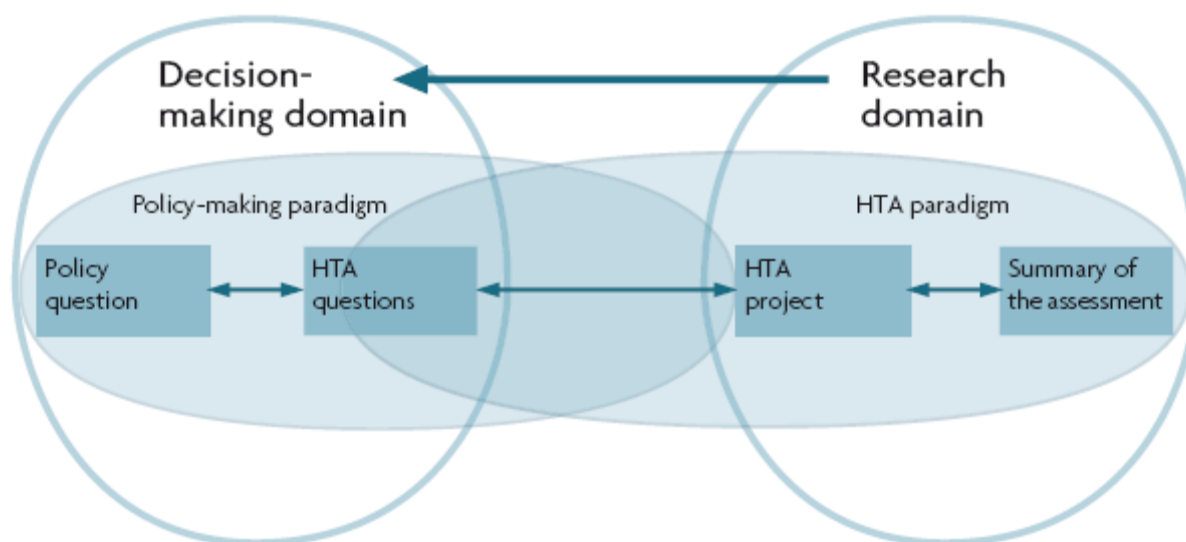 Decision-
making domain
Research
domain
Policy-making paradigm
HTA paradigm
Policy
question
HTA
questions
HTA
project
Summary of
the assessment